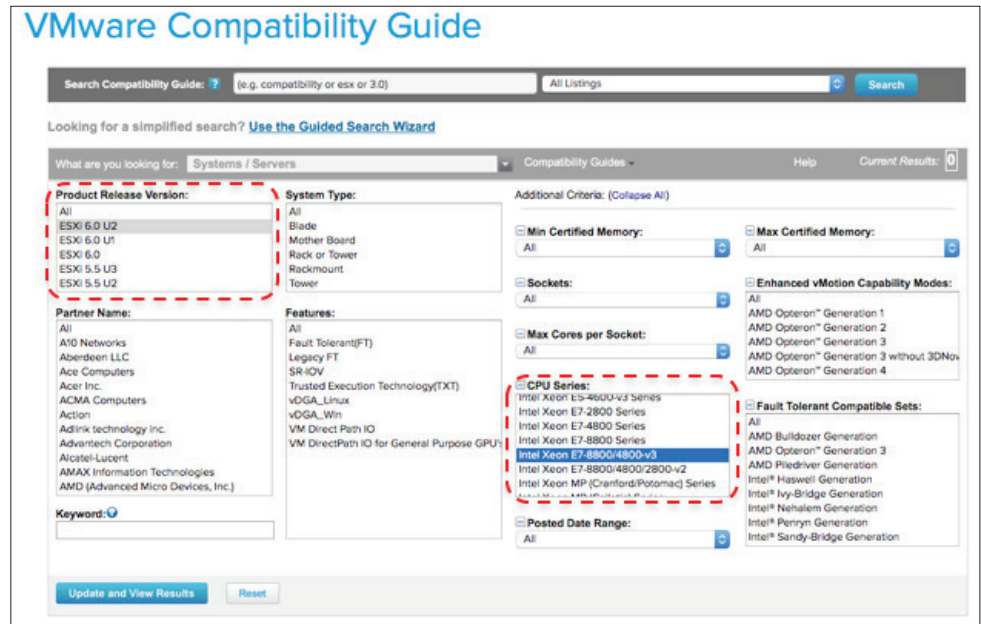 VMware Compatibility Guide
Search Compatibility Guide: ? (e.g. compatibility or esx or 3.0) All Listings Search
Looking for a simplified search? Use the Guided Search Wizard
What are you looking for: Systems / Servers Compatibility Guides Help Current Results: 0
Product Release Version:
All
ESXi 6.0 U2
ESXi 6.0 U1
ESXi 6.0
ESXi 5.5 U3
ESXi 5.5 U2
System Type:
All
Blade
Mother Board
Rack or Tower
Rackmount
Tower
Additional Criteria: (Collapse All)
Min Certified Memory:
All
Max Certified Memory:
All
Sockets:
All
Enhanced vMotion Capability Modes:
All
AMD Opteron™ Generation 1
AMD Opteron™ Generation 2
AMD Opteron™ Generation 3
AMD Opteron™ Generation 3 without 3DNov
AMD Opteron™ Generation 4
Partner Name:
All
A10 Networks
Aberdeen LLC
Ace Computers
Acer Inc.
ACMA Computers
Action
Adlink technology inc.
Advantech Corporation
Alcatel-Lucent
AMAX Information Technologies
AMD (Advanced Micro Devices, Inc.)
Features:
All
Fault Tolerant(FT)
Legacy FT
SR-IOV
Trusted Execution Technology(TXT)
vDGA_Linux
vDGA_Win
VM Direct Path IO
VM DirectPath IO for General Purpose GPU's
Max Cores per Socket:
All
CPU Series:
Intel Xeon E5-4600-v3 Series
Intel Xeon E7-2800 Series
Intel Xeon E7-4800 Series
Intel Xeon E7-8800 Series
Intel Xeon E7-8800/4800-v3
Intel Xeon E7-8800/4800/2800-v2
Intel Xeon MP (Cranford/Potomac) Series
Fault Tolerant Compatible Sets:
All
AMD Bulldozer Generation
AMD Opteron™ Generation 3
AMD Piledriver Generation
Intel® Haswell Generation
Intel® Ivy-Bridge Generation
Intel® Nehalem Generation
Intel® Penryn Generation
Intel® Sandy-Bridge Generation
Keyword:
Posted Date Range:
All
Update and View Results Reset